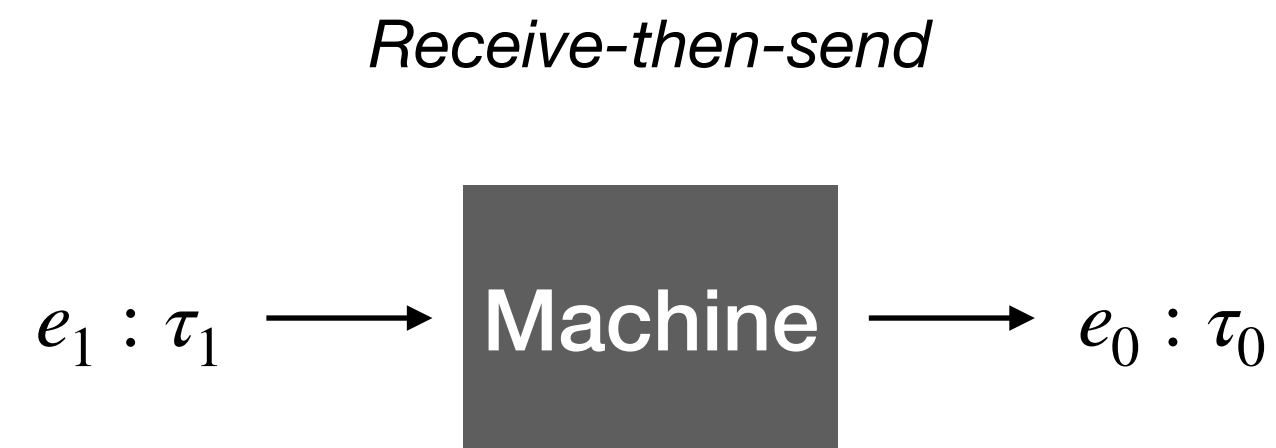 Receive-then-send
e₁ : τ₁
Machine
e₀ : τ₀